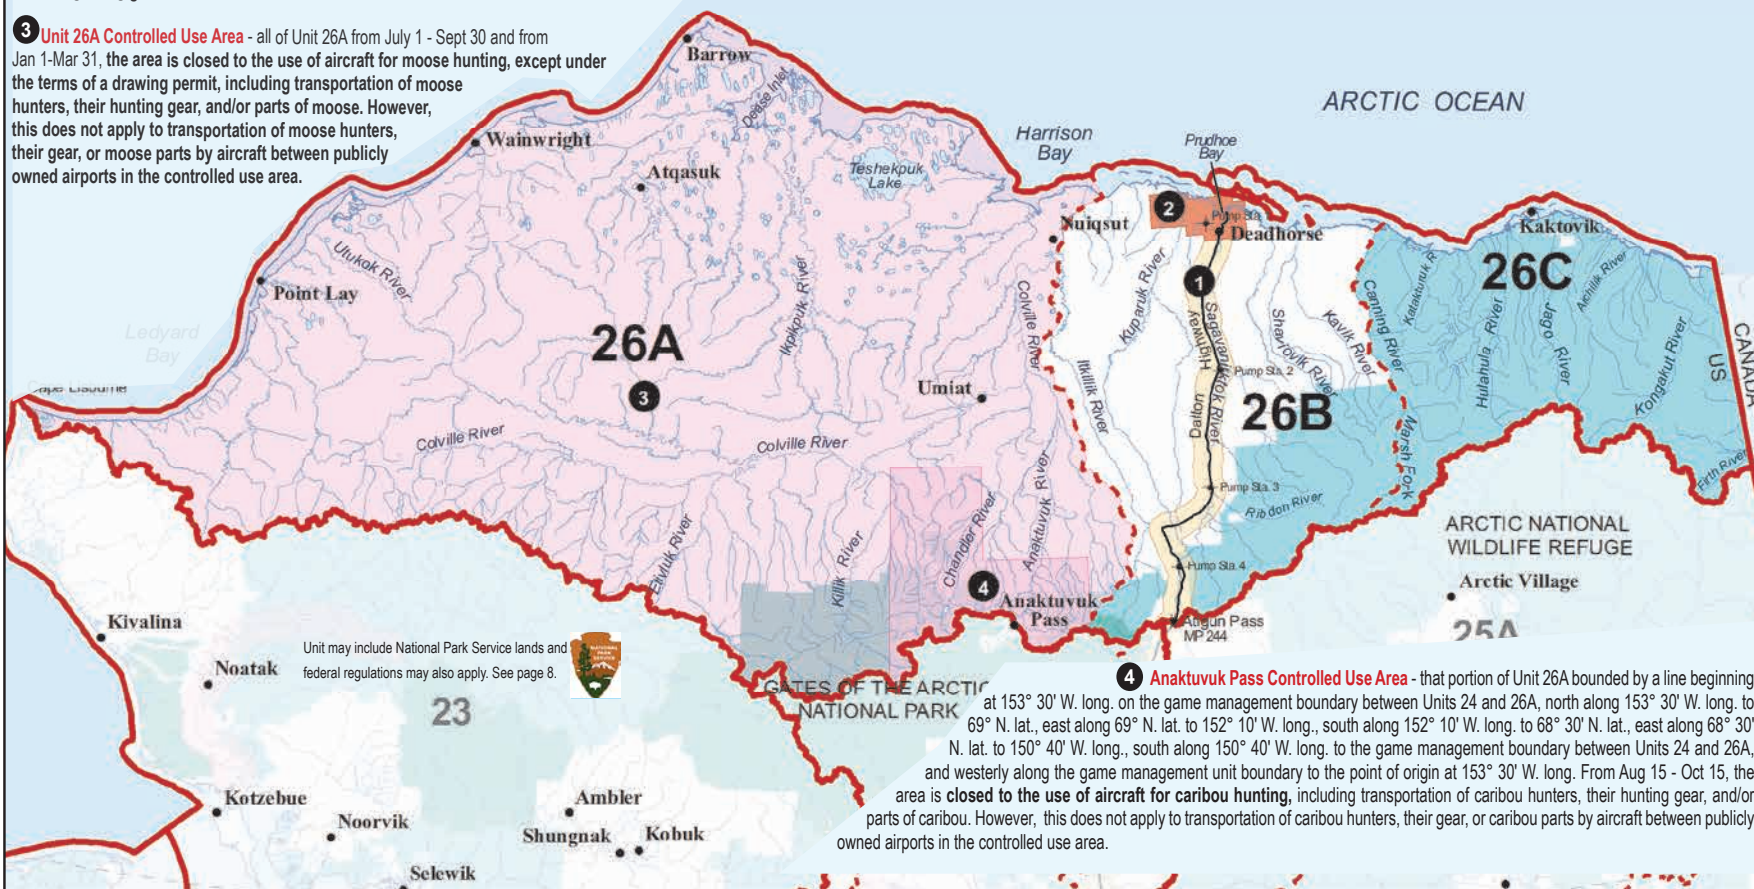 3 Unit 26A Controlled Use Area - all of Unit 26A from July 1 - Sept 30 and from
Jan 1-Mar 31, the area is closed to the use of aircraft for moose hunting, except under
the terms of a drawing permit, including transportation of moose
hunters, their hunting gear, and/or parts of moose. However,
this does not apply to transportation of moose hunters,
their gear, or moose parts by aircraft between publicly
owned airports in the controlled use area.
Barrow
Dease Inlet
ARCTIC OCEAN
Wainwright
Harrison
Bay
Prudhoe
Bay
Atqasuk
Teshekpuk
Lake
2
Pump Sta.
Nuiqsut
Deadhorse
Kaktovik
Utukok River
Point Lay
Ikpikpuk River
Colville River
Kuparuk River
1
Sagavanirktok River
Dalton Highway
Shaviovik River
Kavik River
Canning River
Katakturuk R.
26C
Hulahula River
Jago River
Aichilik River
Kongakut River
CANADA
US
Ledyard
Bay
26A
3
Umiat
Itkillik River
Pump Sta. 2
26B
Cape Lisburne
Colville River
Colville River
Marsh Fork
Firth River
Etivluk River
Killik River
Chandler River
Anaktuvuk River
Pump Sta. 3
Ribdon River
ARCTIC NATIONAL
WILDLIFE REFUGE
Pump Sta. 4
Arctic Village
4
Anaktuvuk
Pass
Atigun Pass
MP 244
25A
Kivalina
Noatak
Unit may include National Park Service lands and
federal regulations may also apply. See page 8.
NATIONAL
PARK
SERVICE
23
GATES OF THE ARCTIC
NATIONAL PARK
4 Anaktuvuk Pass Controlled Use Area - that portion of Unit 26A bounded by a line beginning
at 153° 30' W. long. on the game management boundary between Units 24 and 26A, north along 153° 30' W. long. to
69° N. lat., east along 69° N. lat. to 152° 10' W. long., south along 152° 10' W. long. to 68° 30' N. lat., east along 68° 30'
N. lat. to 150° 40' W. long., south along 150° 40' W. long. to the game management boundary between Units 24 and 26A,
and westerly along the game management unit boundary to the point of origin at 153° 30' W. long. From Aug 15 - Oct 15, the
area is closed to the use of aircraft for caribou hunting, including transportation of caribou hunters, their hunting gear, and/or
parts of caribou. However, this does not apply to transportation of caribou hunters, their gear, or caribou parts by aircraft between publicly
owned airports in the controlled use area.
Kotzebue
Noorvik
Ambler
Shungnak
Kobuk
Selewik